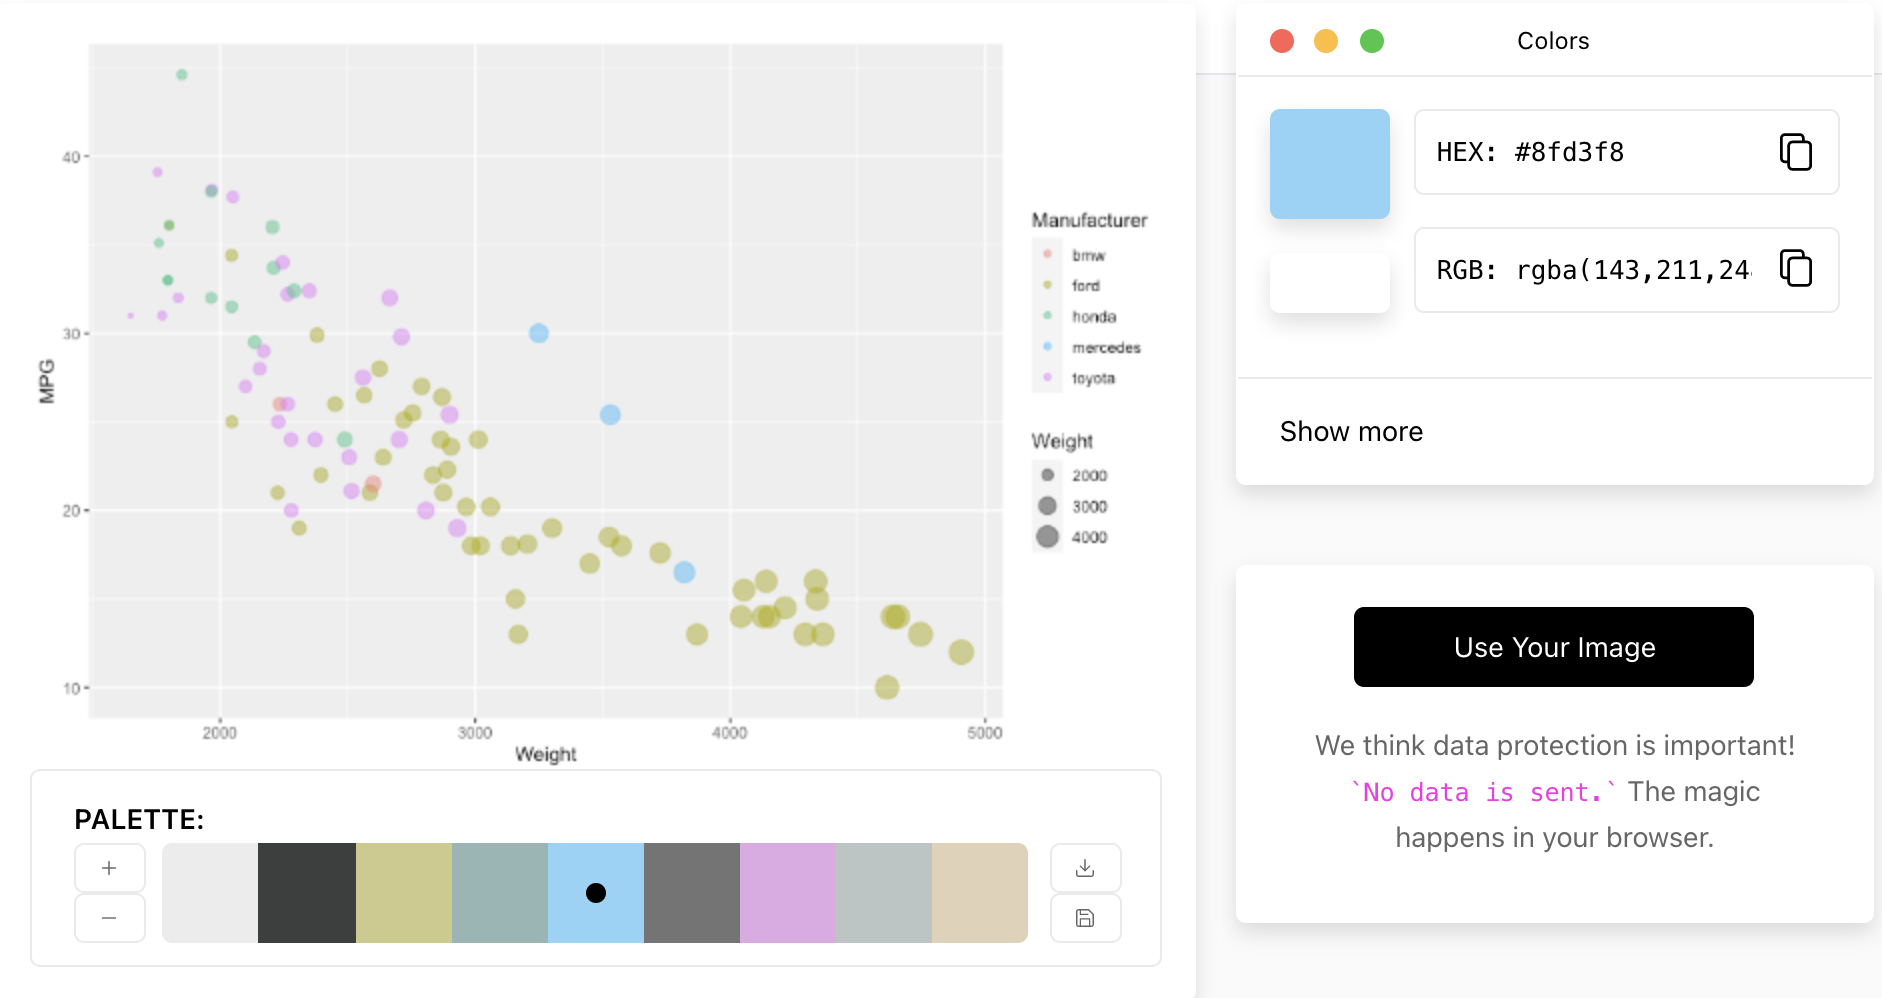 40
30
20
10
MPG
2000
3000
4000
5000
Weight
Manufacturer
bmw
ford
honda
mercedes
toyota
Weight
2000
3000
4000
PALETTE:
Colors
HEX: #8fd3f8
RGB: rgba(143,211,24
Show more
Use Your Image
We think data protection is important!
`No data is sent.` The magic
happens in your browser.